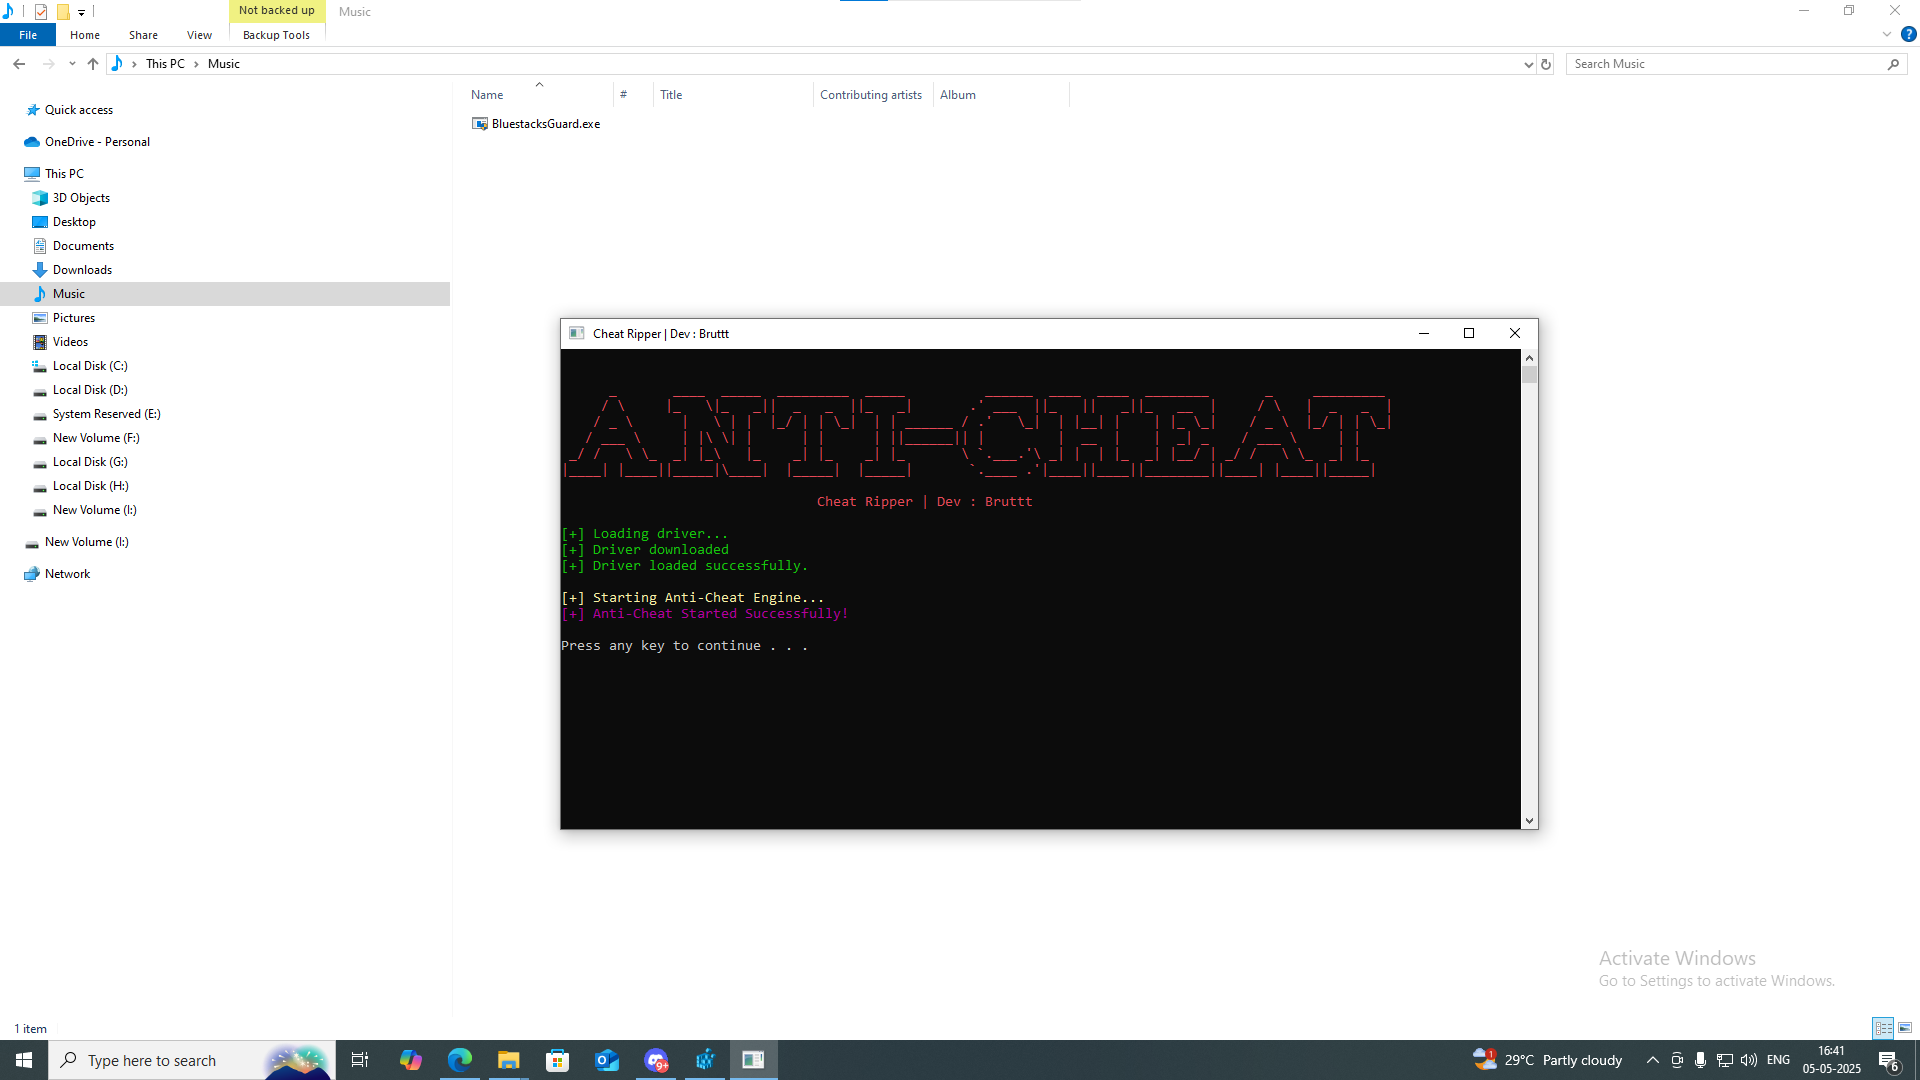 Not backed up
Music
File
Home
Share
View
Backup Tools
?
This PC
Music
Search Music
Name
#
Title
Contributing artists
Album
BluestacksGuard.exe
Quick access
OneDrive - Personal
This PC
3D Objects
Desktop
Documents
Downloads
Music
Pictures
Videos
Local Disk (C:)
Local Disk (D:)
System Reserved (E:)
New Volume (F:)
Local Disk (G:)
Local Disk (H:)
New Volume (I:)
New Volume (I:)
Network
Cheat Ripper | Dev : Bruttt
ANTI-CHEAT
Cheat Ripper | Dev : Bruttt
[+] Loading driver...
[+] Driver downloaded
[+] Driver loaded successfully.
[+] Starting Anti-Cheat Engine...
[+] Anti-Cheat Started Successfully!
Press any key to continue . . .
Activate Windows
Go to Settings to activate Windows.
1 item
Type here to search
9+
1
29°C Partly cloudy
ENG
16:41
05-05-2025
6